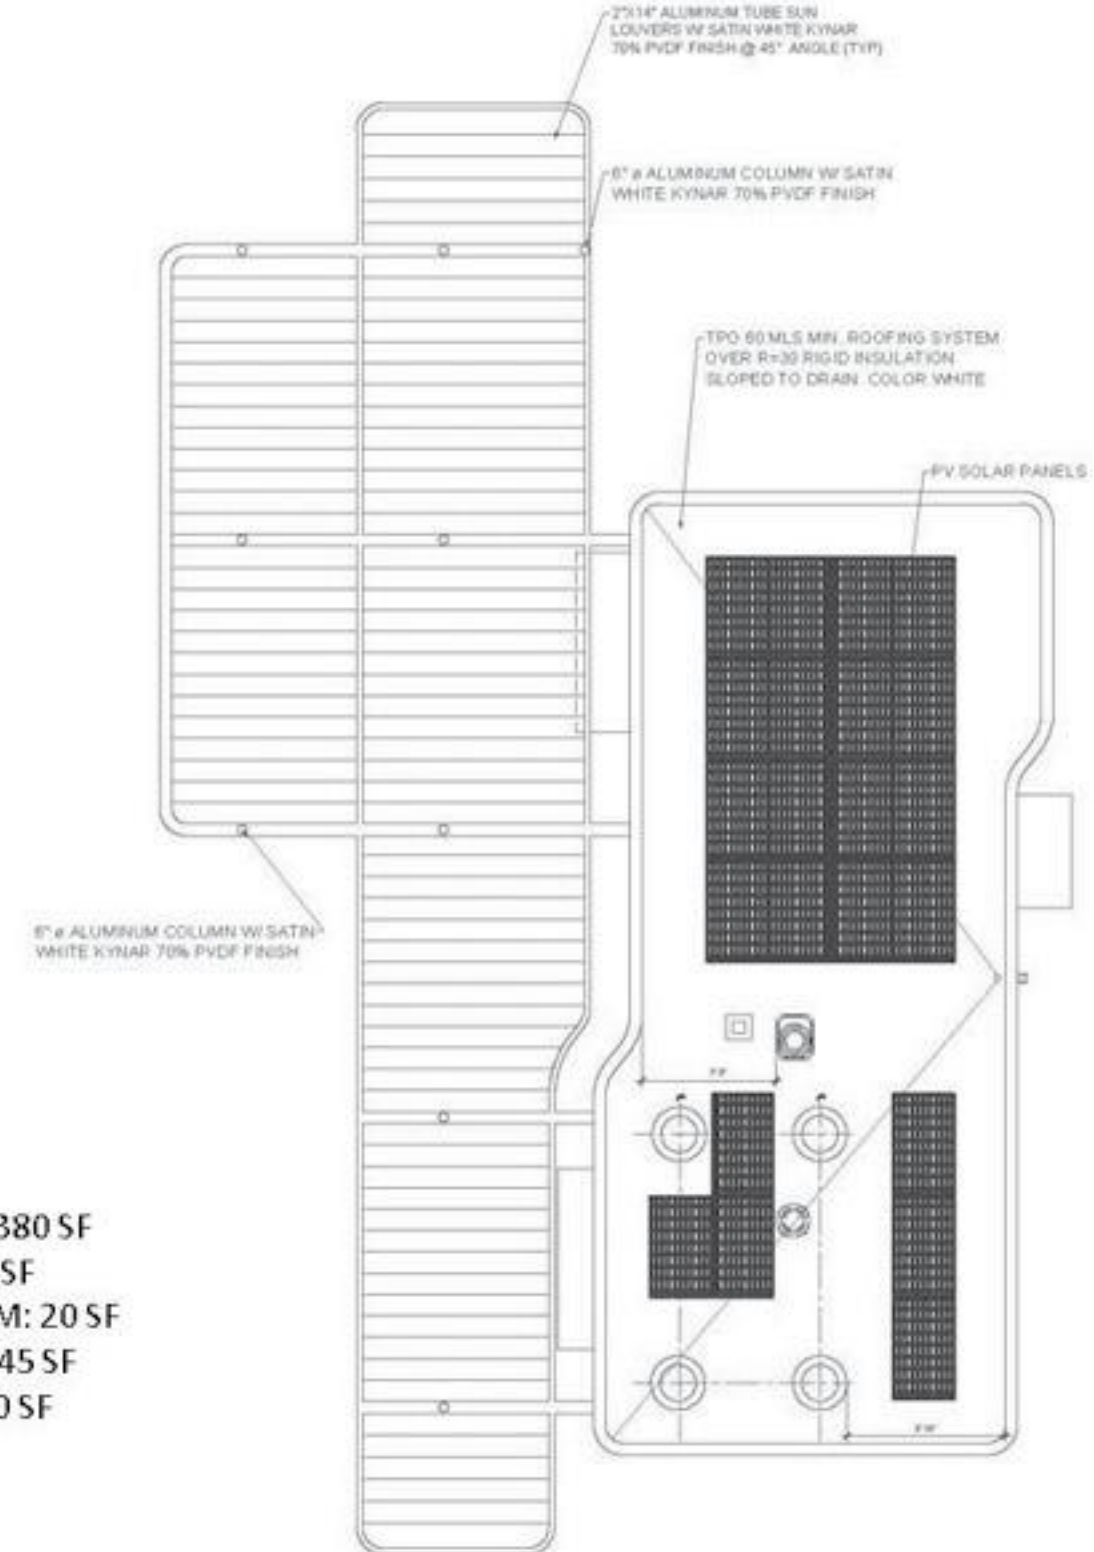 2"X14" ALUMINUM TUBE SUN
LOUVERS W/ SATIN WHITE KYNAR
70% PVDF FINISH @ 45° ANGLE (TYP)
6" ø ALUMINUM COLUMN W/ SATIN
WHITE KYNAR 70% PVDF FINISH
TPO 60 MLS MIN. ROOFING SYSTEM
OVER R=30 RIGID INSULATION
SLOPED TO DRAIN. COLOR WHITE
PV SOLAR PANELS
6" ø ALUMINUM COLUMN W/ SATIN
WHITE KYNAR 70% PVDF FINISH
380 SF
SF
M: 20 SF
45 SF
0 SF